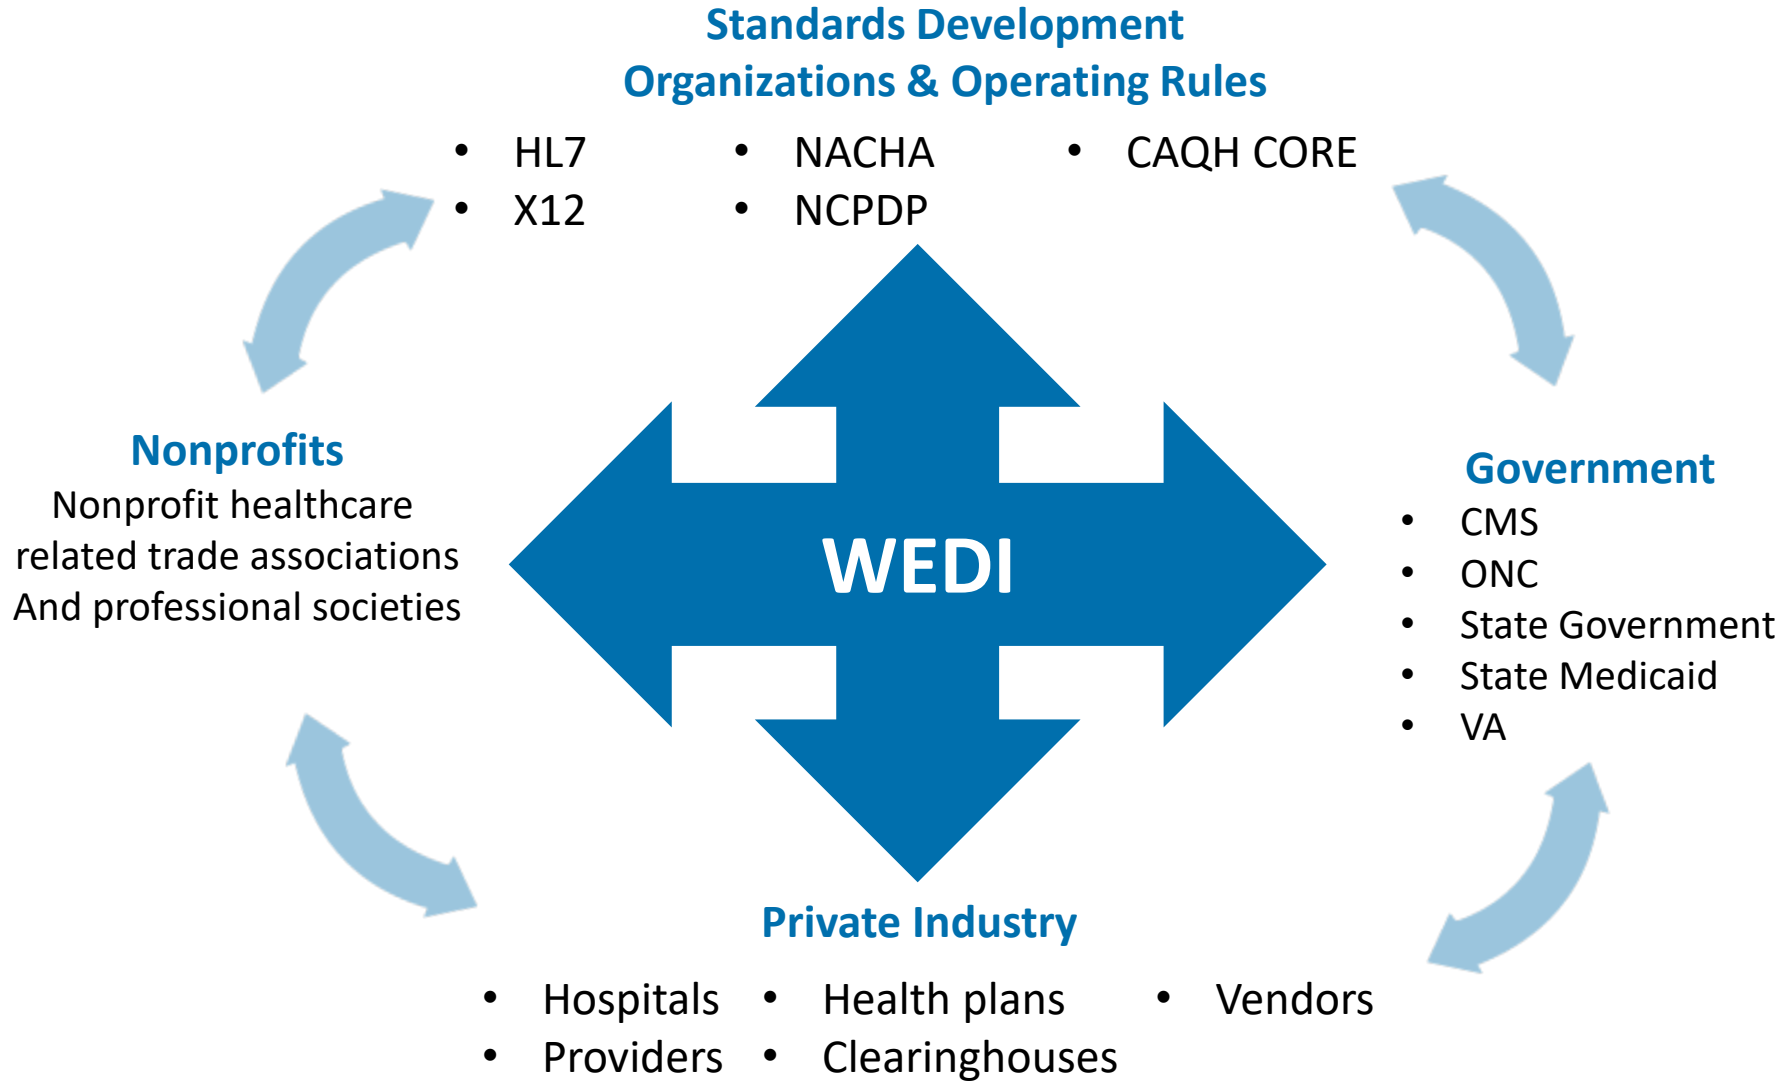 Standards Development
Organizations & Operating Rules
• HL7 • NACHA • CAQH CORE
• X12 • NCPDP
Nonprofits
Nonprofit healthcare
related trade associations
And professional societies
WEDI
Government
• CMS
• ONC
• State Government
• State Medicaid
• VA
Private Industry
• Hospitals • Health plans • Vendors
• Providers • Clearinghouses